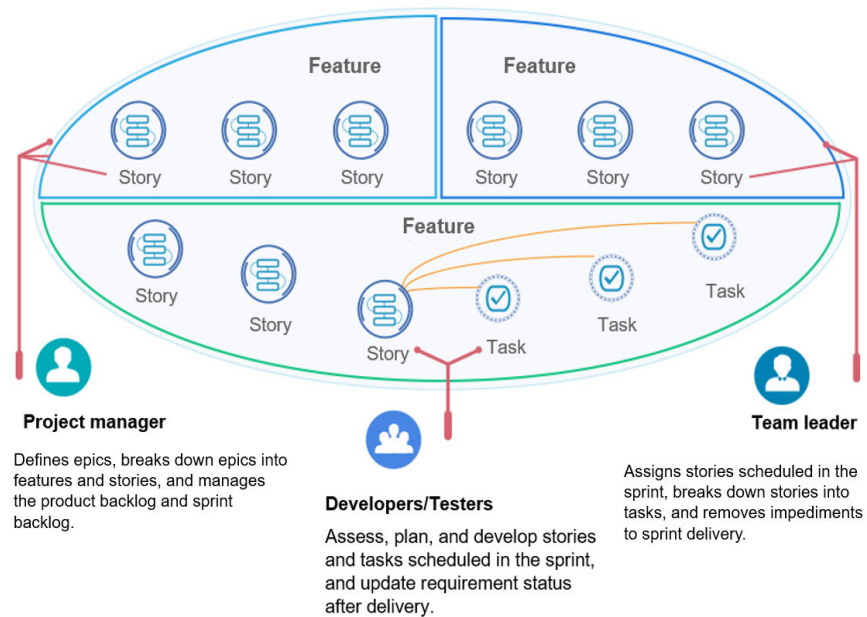 Feature
Feature
Story
Story
Story
Story
Story
Story
Feature
Story
Story
Story
Task
Task
Task
Project manager
Defines epics, breaks down epics into
features and stories, and manages
the product backlog and sprint
backlog.
Developers/Testers
Assess, plan, and develop stories
and tasks scheduled in the sprint,
and update requirement status
after delivery.
Team leader
Assigns stories scheduled in the
sprint, breaks down stories into
tasks, and removes impediments
to sprint delivery.